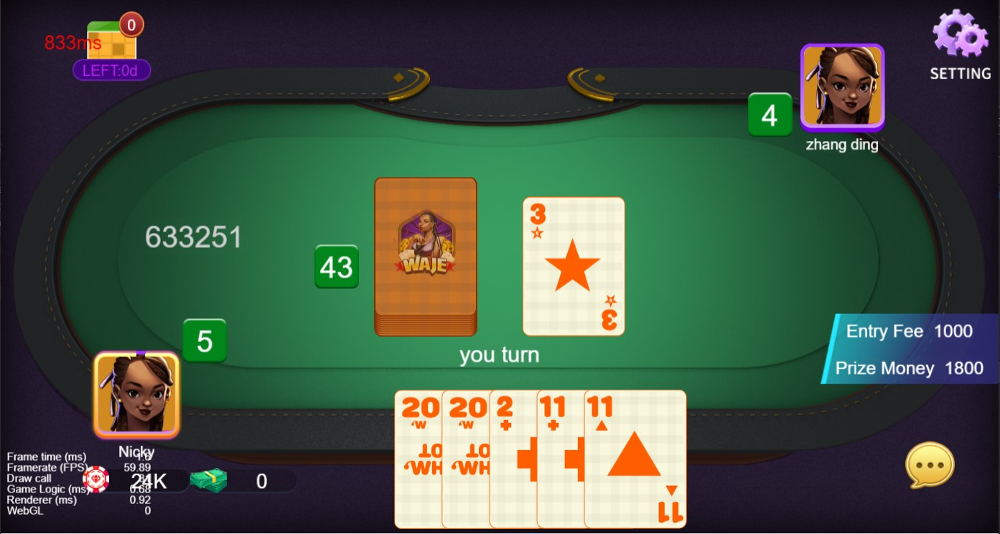 833ms
0
LEFT:0d
SETTING
4
zhang ding
3
633251
43
WAJE
3
5
you turn
Entry Fee 1000
Prize Money 1800
20 20 2 11 11
WHOT WHOT
11
Nicky
Frame time (ms)
Framerate (FPS) 59.89
Draw call
Game Logic (ms) 0.68
Renderer (ms) 0.92
WebGL 0
24K
0